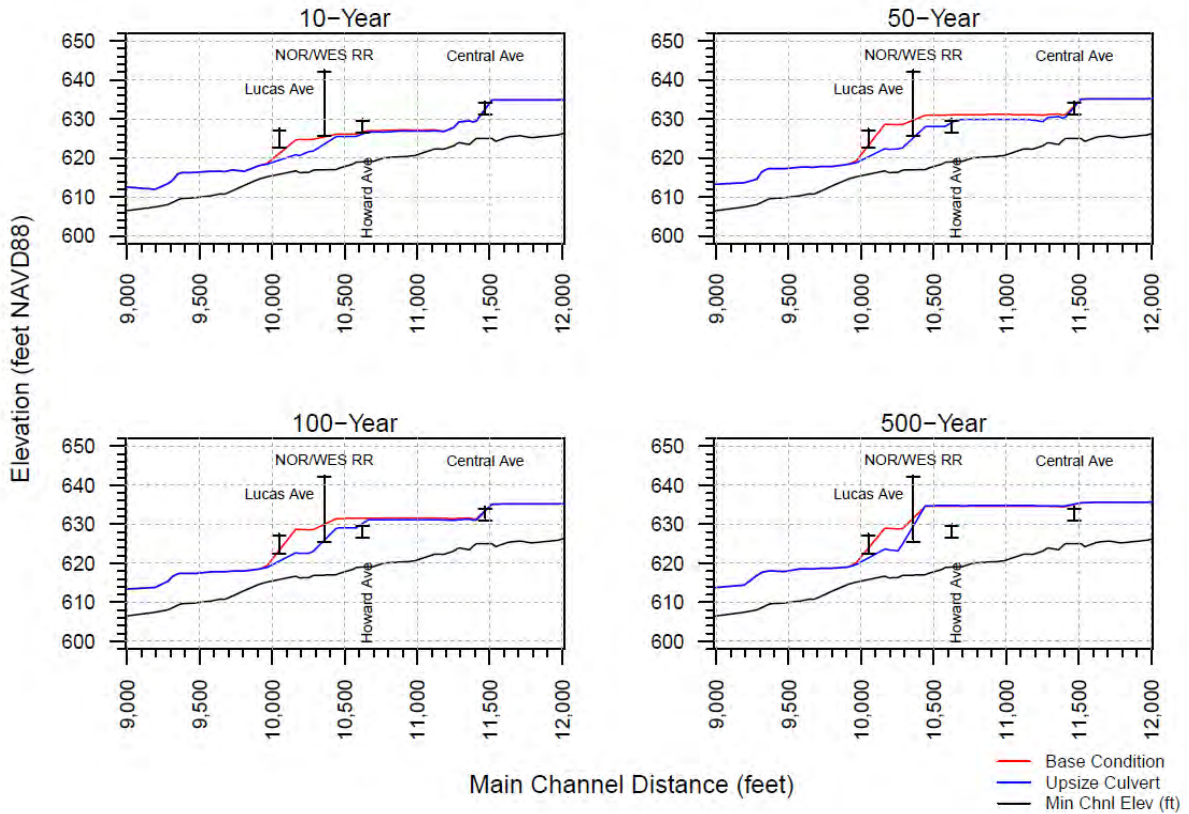 10−Year
650
640
630
620
610
600
NOR/WES RR
Central Ave
Lucas Ave
Howard Ave
9,000
9,500
10,000
10,500
11,000
11,500
12,000
50−Year
650
640
630
620
610
600
NOR/WES RR
Central Ave
Lucas Ave
Howard Ave
9,000
9,500
10,000
10,500
11,000
11,500
12,000
Elevation (feet NAVD88)
100−Year
650
640
630
620
610
600
NOR/WES RR
Central Ave
Lucas Ave
Howard Ave
9,000
9,500
10,000
10,500
11,000
11,500
12,000
500−Year
650
640
630
620
610
600
NOR/WES RR
Central Ave
Lucas Ave
Howard Ave
9,000
9,500
10,000
10,500
11,000
11,500
12,000
Main Channel Distance (feet)
Base Condition
Upsize Culvert
Min Chnl Elev (ft)